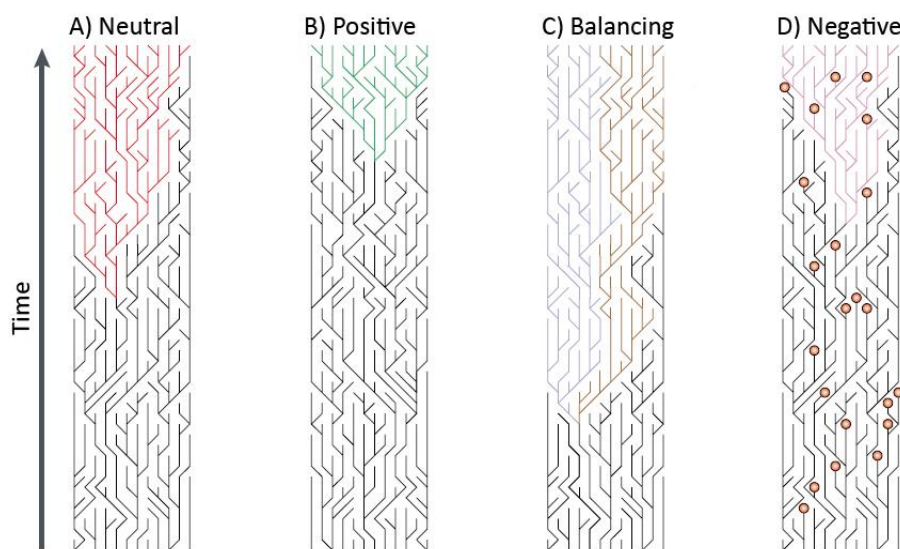 A) Neutral
B) Positive
C) Balancing
D) Negative
Time